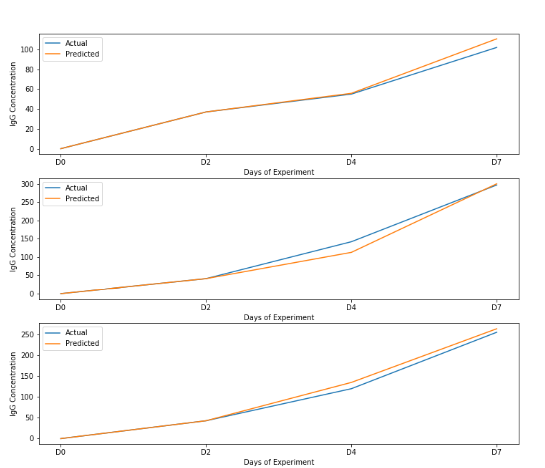 Actual
Predicted
100
80
60
40
20
0
IgG Concentration
D0 D2 D4 D7
Days of Experiment
Actual
Predicted
300
250
200
150
100
50
0
IgG Concentration
D0 D2 D4 D7
Days of Experiment
Actual
Predicted
250
200
150
100
50
0
IgG Concentration
D0 D2 D4 D7
Days of Experiment